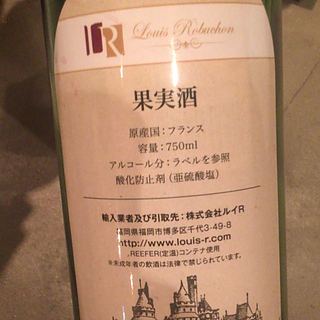 R
Louis Robuchon
果実酒
原産国：フランス
容量：750ml
アルコール分：ラベルを参照
酸化防止剤（亜硫酸塩）
輸入業者及び引取先：株式会社ルイR
福岡県福岡市博多区千代3-49-8
http://www.louis-r.com
REEFER(定温)コンテナ使用
※未成年者の飲酒は法律で禁じられています。